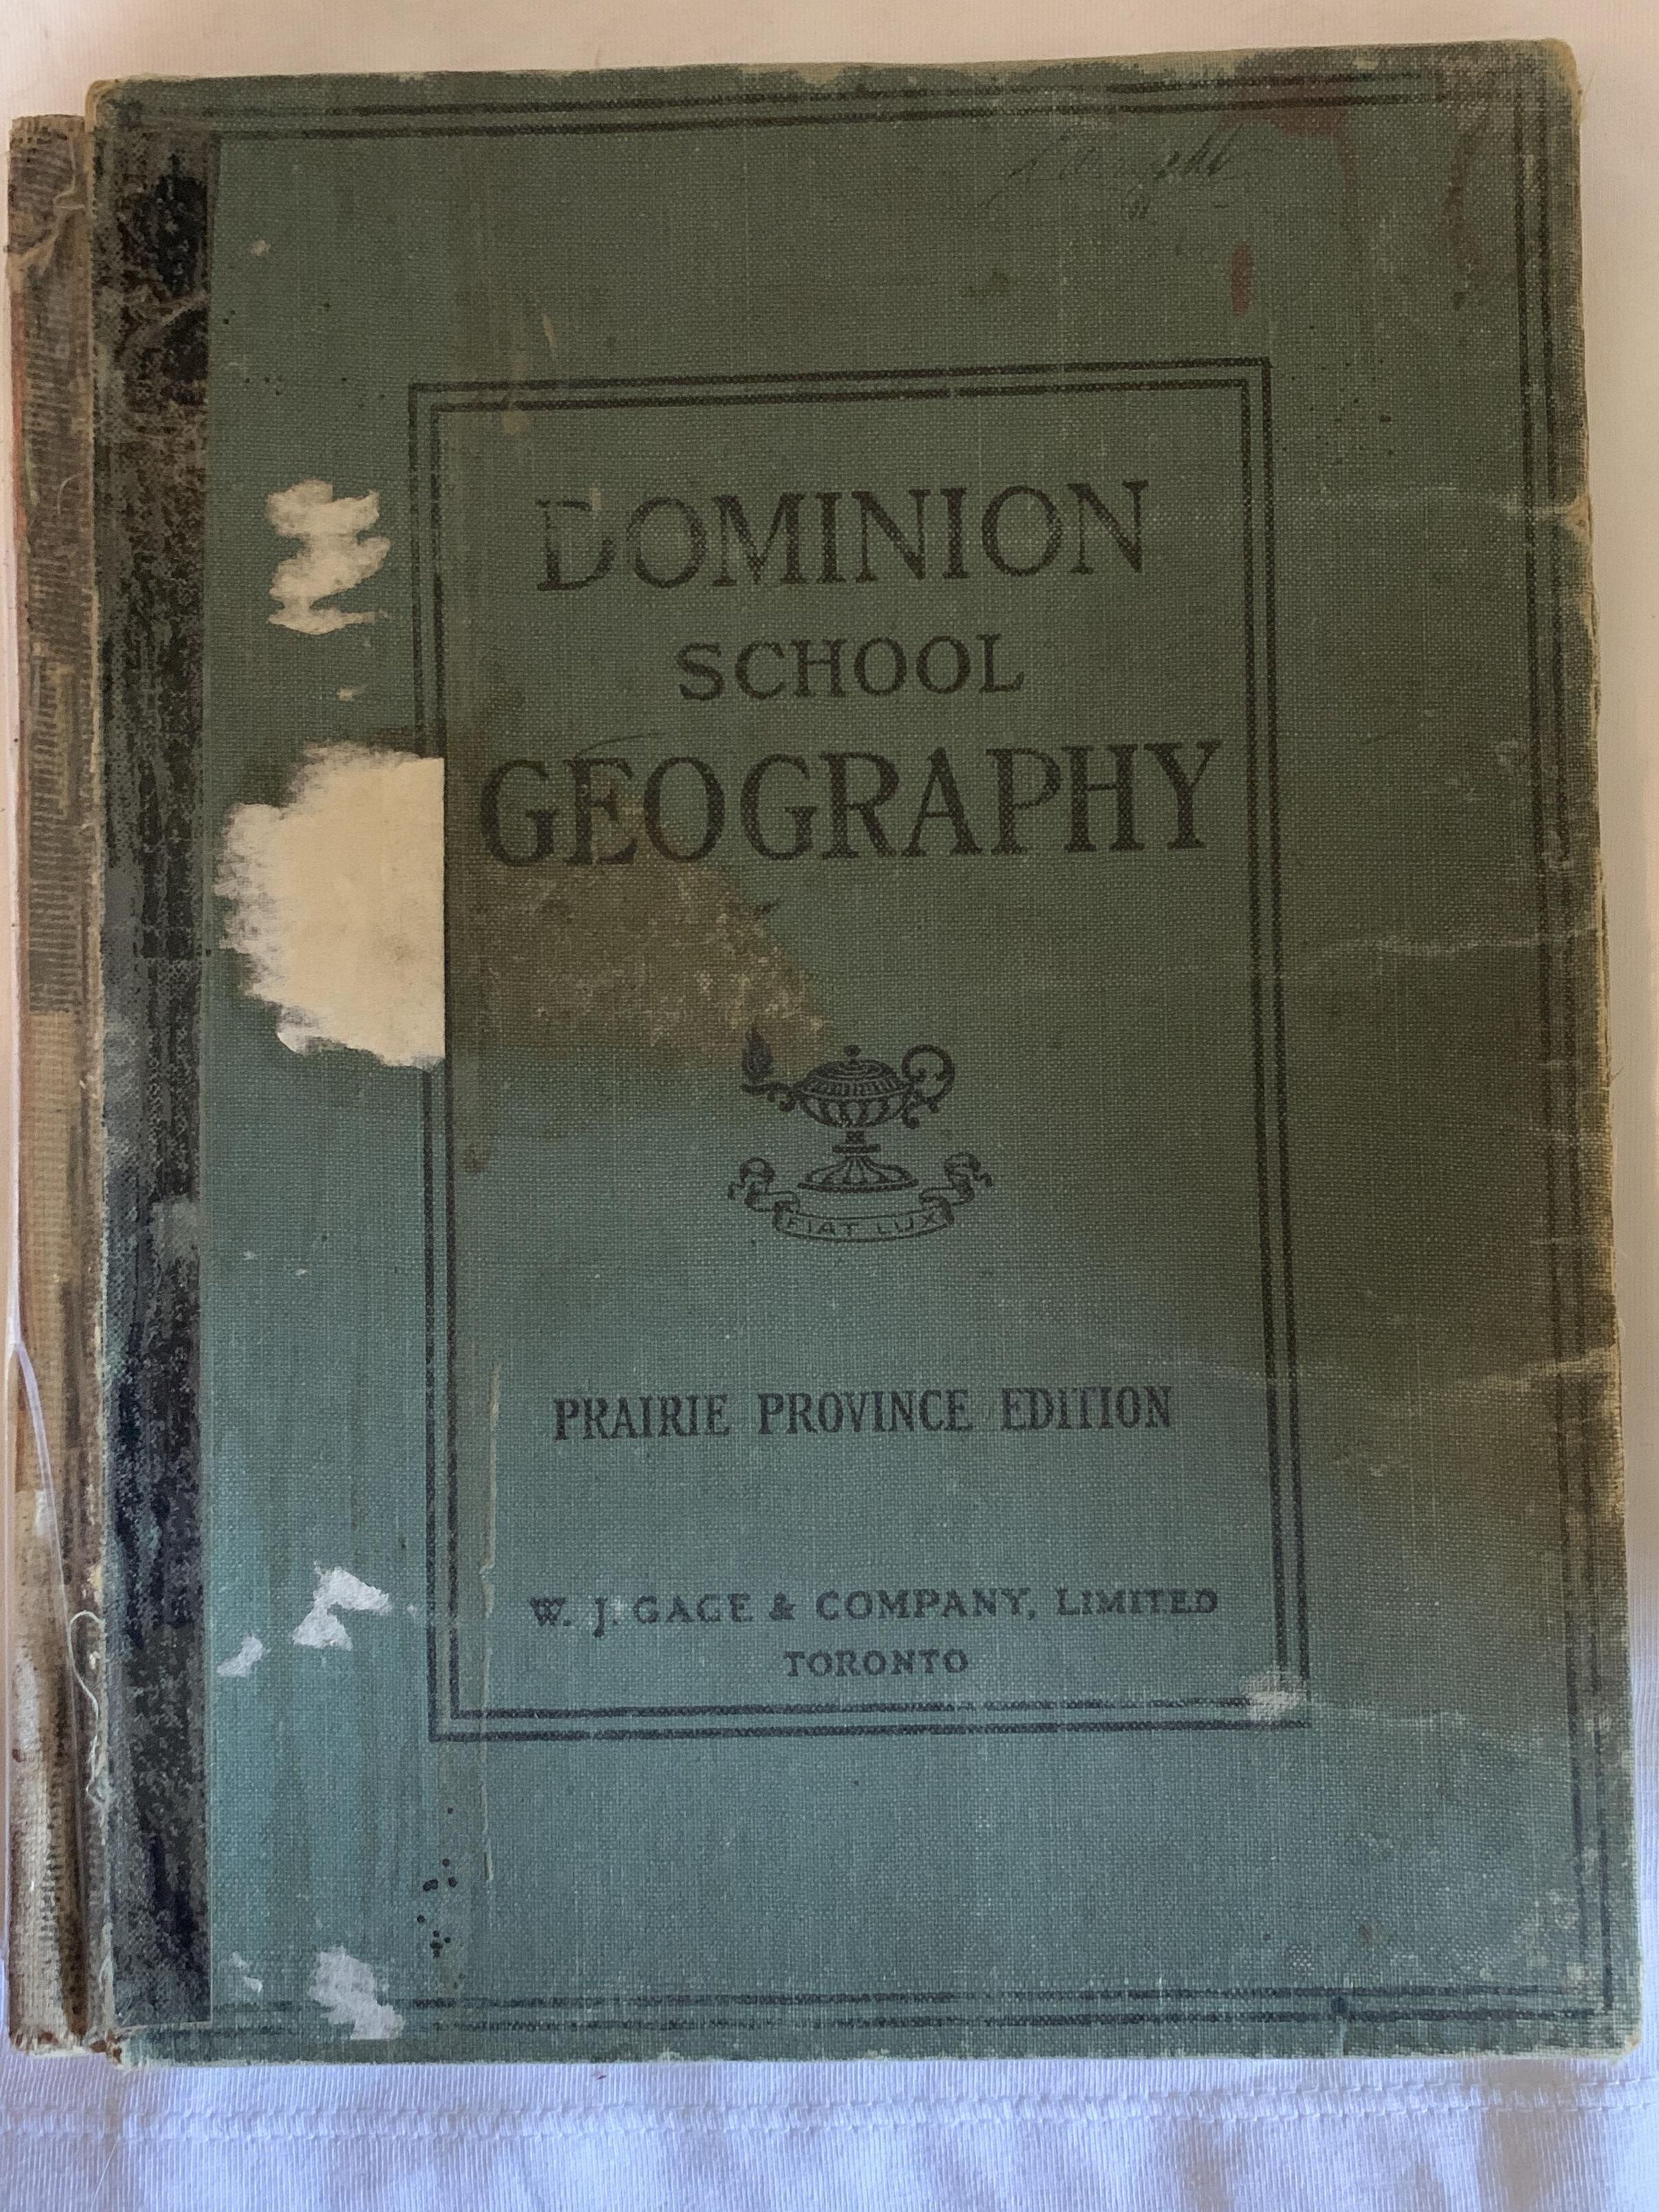 DOMINION
SCHOOL
GEOGRAPHY
FIAT LUX
PRAIRIE PROVINCE EDITION
W. J. GAGE & COMPANY, LIMITED
TORONTO